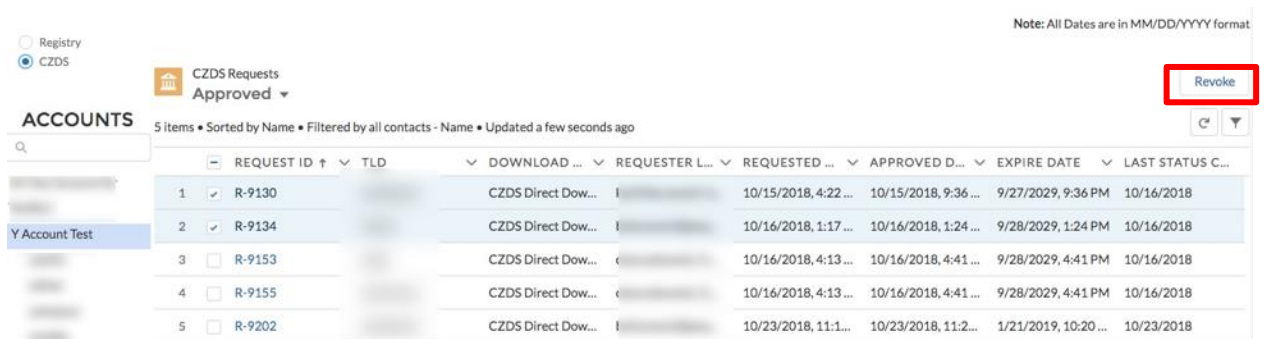 Note: All Dates are in MM/DD/YYYY format
Registry
CZDS
CZDS Requests
Approved
Revoke
ACCOUNTS
5 items • Sorted by Name • Filtered by all contacts - Name • Updated a few seconds ago
REQUEST ID ↑ TLD DOWNLOAD ... REQUESTER L... REQUESTED ... APPROVED D... EXPIRE DATE LAST STATUS C...
1 R-9130 CZDS Direct Dow... 10/15/2018, 4:22 ... 10/15/2018, 9:36 ... 9/27/2029, 9:36 PM 10/16/2018
2 R-9134 CZDS Direct Dow... 10/16/2018, 1:17 ... 10/16/2018, 1:24 ... 9/28/2029, 1:24 PM 10/16/2018
Y Account Test
3 R-9153 CZDS Direct Dow... 10/16/2018, 4:13 ... 10/16/2018, 4:41 ... 9/28/2029, 4:41 PM 10/16/2018
4 R-9155 CZDS Direct Dow... 10/16/2018, 4:13 ... 10/16/2018, 4:41 ... 9/28/2029, 4:41 PM 10/16/2018
5 R-9202 CZDS Direct Dow... 10/23/2018, 11:1... 10/23/2018, 11:2... 1/21/2019, 10:20 ... 10/23/2018